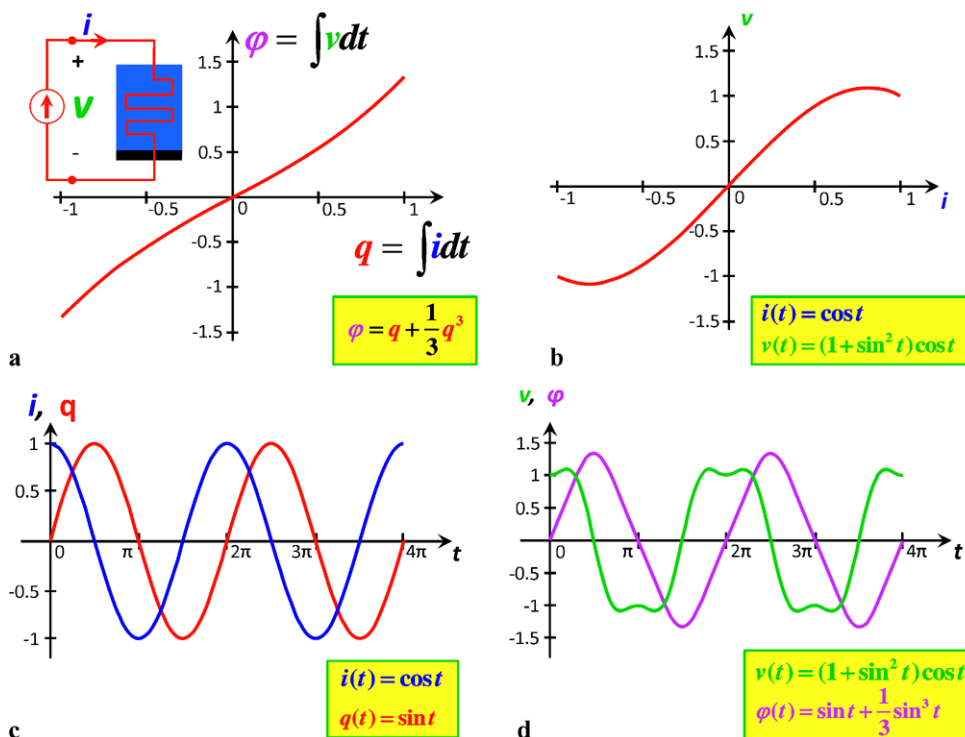 i
+
v
-
φ = ∫vdt
1.5
1
0.5
-1
-0.5
0
0.5
1
-0.5
-1
-1.5
q = ∫idt
φ = q + 1/3 q³
a
v
1.5
1
0.5
-1
-0.5
0
0.5
1
i
-0.5
-1
-1.5
i(t) = cos t
v(t) = (1 + sin² t) cos t
b
i, q
1
0.5
0
π
2π
3π
4π
t
-0.5
-1
i(t) = cos t
q(t) = sin t
c
v, φ
1.5
1
0.5
0
π
2π
3π
4π
t
-0.5
-1
-1.5
v(t) = (1 + sin² t) cos t
φ(t) = sin t + 1/3 sin³ t
d